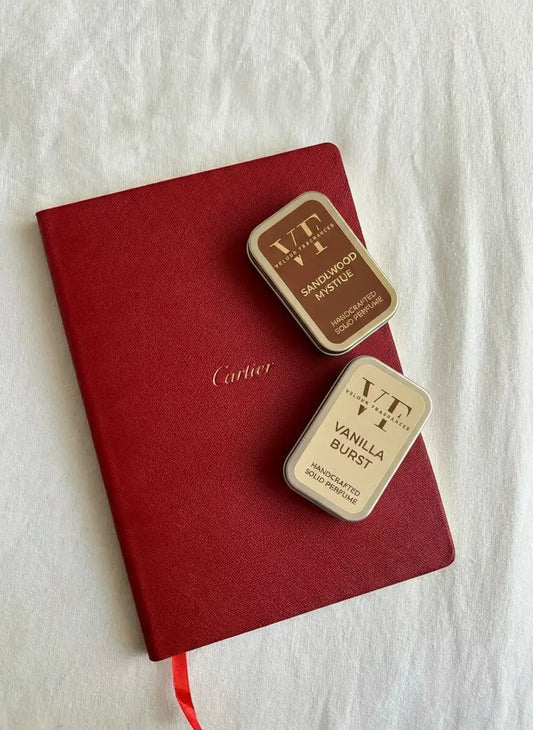 VF
VELOUR FRAGRANCES
SANDLWOOD
MYSTIUE
HANDCRAFTED
SOLID PERFUME
Cartier
VF
VELOUR FRAGRANCES
VANILLA
BURST
HANDCRAFTED
SOLID PERFUME